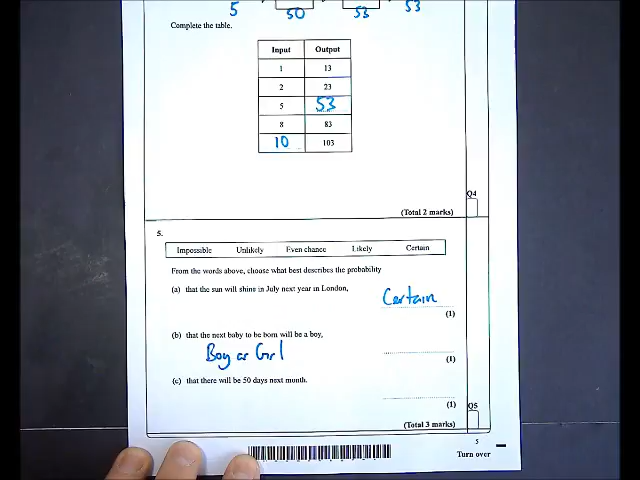 5 50 53 53
Complete the table.
Input Output
1 13
2 23
5 53
8 83
10 103
Q4
(Total 2 marks)
5.
Impossible Unlikely Even chance Likely Certain
From the words above, choose what best describes the probability
(a) that the sun will shine in July next year in London,
Certain
(1)
(b) that the next baby to be born will be a boy,
Boy or Girl
(1)
(c) that there will be 50 days next month.
(1)
Q5
(Total 3 marks)
5
Turn over